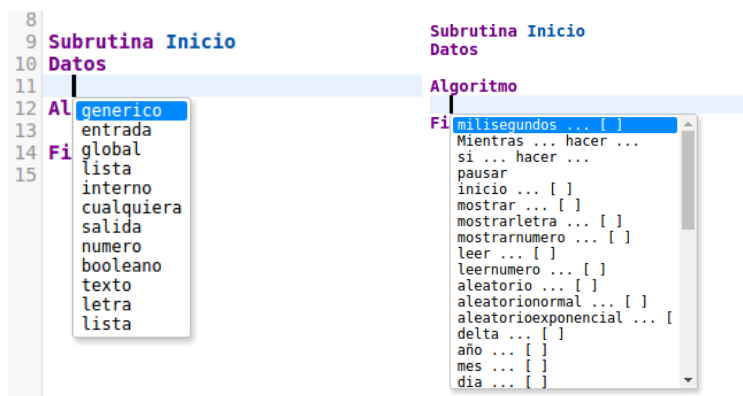 8
9 Subrutina Inicio
10 Datos
11
12 Al
generico
entrada
13
global
14 Fi
lista
15
interno
cualquiera
salida
numero
booleano
texto
letra
lista
Subrutina Inicio
Datos
Algoritmo
Fi
milisegundos ... [ ]
Mientras ... hacer ...
si ... hacer ...
pausar
inicio ... [ ]
mostrar ... [ ]
mostrarletra ... [ ]
mostrarnumero ... [ ]
leer ... [ ]
leernumero ... [ ]
aleatorio ... [ ]
aleatorionormal ... [ ]
aleatorioexponencial ... [
delta ... [ ]
año ... [ ]
mes ... [ ]
dia ... [ ]